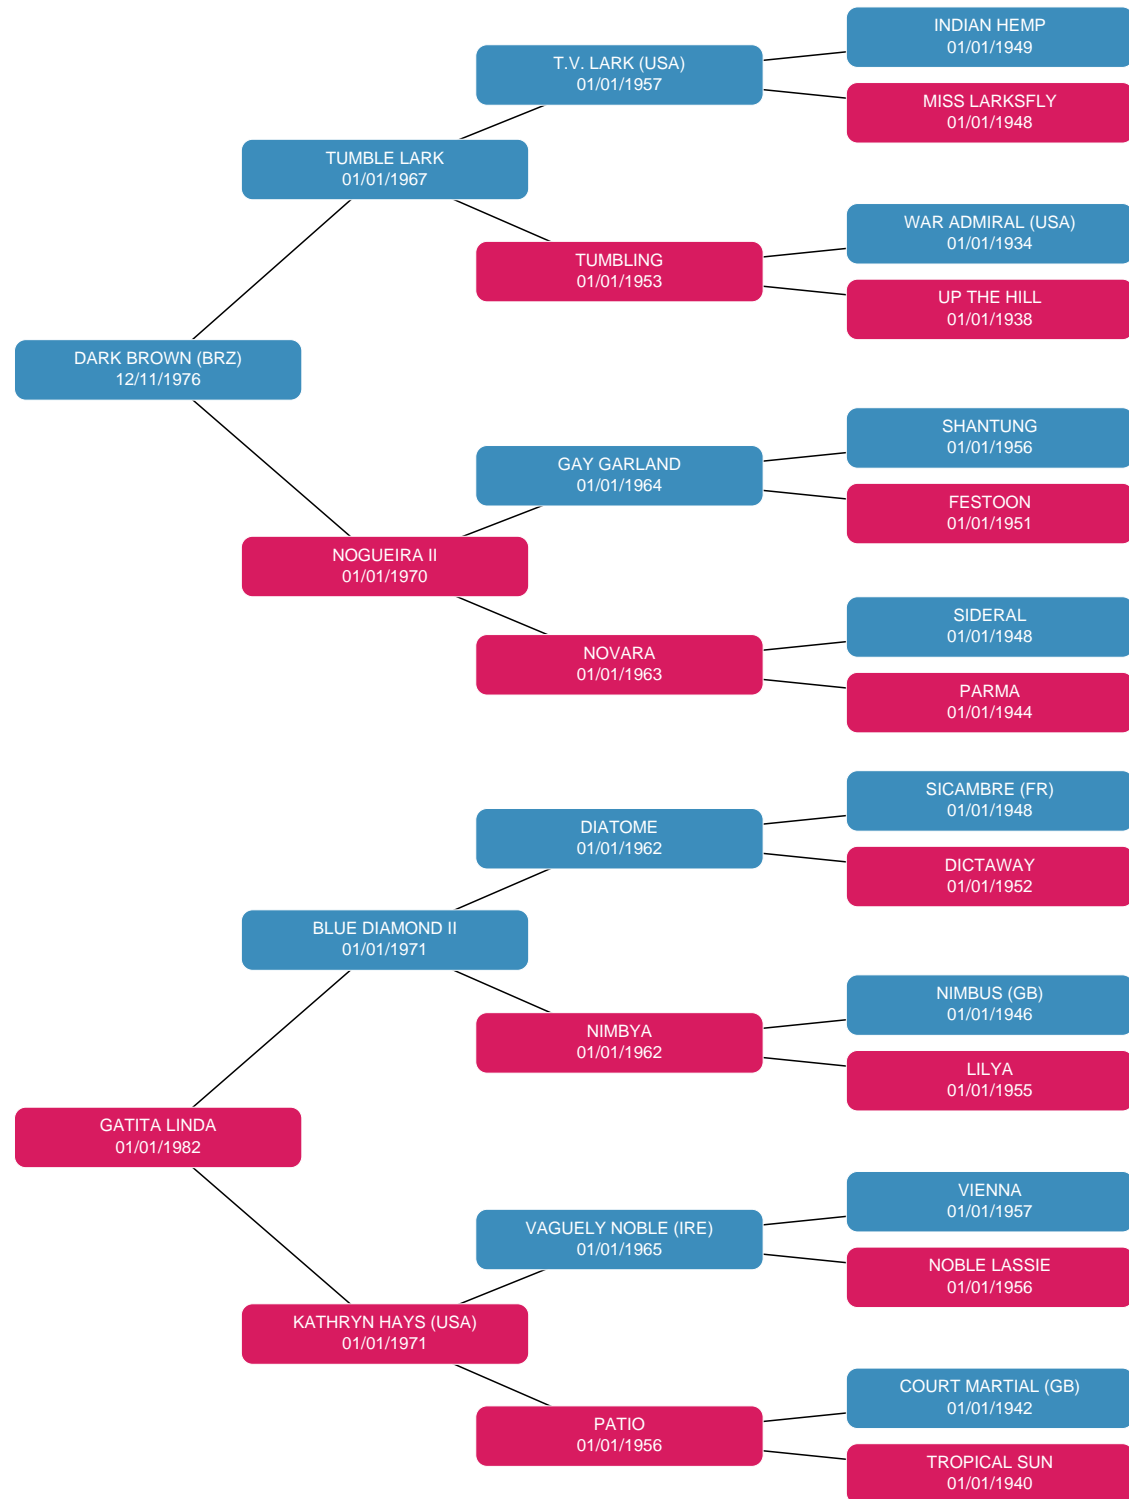 INDIAN HEMP
01/01/1949
T.V. LARK (USA)
01/01/1957
MISS LARKSFLY
01/01/1948
TUMBLE LARK
01/01/1967
WAR ADMIRAL (USA)
01/01/1934
TUMBLING
01/01/1953
UP THE HILL
01/01/1938
DARK BROWN (BRZ)
12/11/1976
SHANTUNG
01/01/1956
GAY GARLAND
01/01/1964
FESTOON
01/01/1951
NOGUEIRA II
01/01/1970
SIDERAL
01/01/1948
NOVARA
01/01/1963
PARMA
01/01/1944
SICAMBRE (FR)
01/01/1948
DIATOME
01/01/1962
DICTAWAY
01/01/1952
BLUE DIAMOND II
01/01/1971
NIMBUS (GB)
01/01/1946
NIMBYA
01/01/1962
LILYA
01/01/1955
GATITA LINDA
01/01/1982
VIENNA
01/01/1957
VAGUELY NOBLE (IRE)
01/01/1965
NOBLE LASSIE
01/01/1956
KATHRYN HAYS (USA)
01/01/1971
COURT MARTIAL (GB)
01/01/1942
PATIO
01/01/1956
TROPICAL SUN
01/01/1940